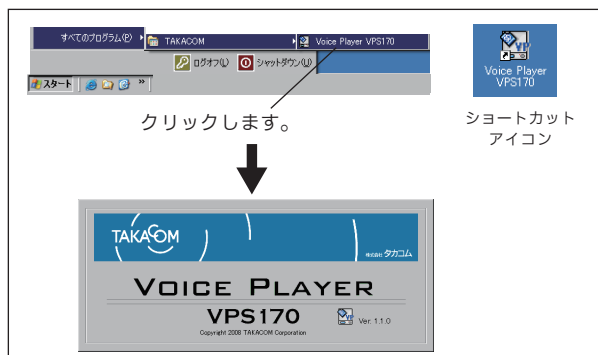 すべてのプログラム(P) TAKACOM Voice Player VPS170
ログオフ(L) シャットダウン(U)
スタート
クリックします。
Voice Player
VPS170
ショートカット
アイコン
TAKACOM
株式会社 タカコム
VOICE PLAYER
VPS170
Ver. 1.1.0
Copyright 2008 TAKACOM Corporation